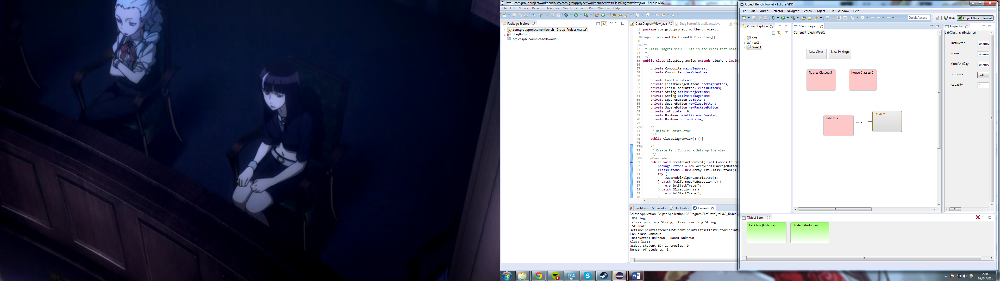 Java - com.groupproject.workbench/src/com/groupproject/workbench/views/ClassDiagramView.java - Eclipse SDK
File Edit Source Refactor Navigate Search Project Run Window Help
Package Explorer
com.groupproject.workbench [Group-Project master]
dragButton
org.eclipse.examples.helloworld
ClassDiagramView.java DragButtonMouseEvents.java
1 package com.groupproject.workbench.views;
2
3 import java.net.MalformedURLException;
50
51 /*
52 * Class Diagram View - This is the class that holds
53 *
54 */
55 public class ClassDiagramView extends ViewPart imple
56
57 private Composite mainViewArea;
58 private Composite classViewArea;
59
60 private Label viewHeader;
61 private List<PackageButton> packageButtons;
62 private List<ClassButton> classButtons;
63 private String activeProjectName;
64 private String activePackageName;
65 private SquareButton upButton;
66 private SquareButton newClassButton;
67 private SquareButton newPackageButton;
68 private int state = 0;
69 private Boolean paintListenerEnabled;
70 private Boolean buttonMoving;
71
72 /*
73 * Default Constructor
74 */
75 public ClassDiagramView() { }
76
77 /*
78 * Create Part Control - Sets up the view.
79 */
80 @Override
81 public void createPartControl(final Composite pa
82 packageButtons = new ArrayList<PackageButton
83 classButtons = new ArrayList<ClassButton>();
84 try {
85 JavaModelHelper.Initialise();
86 } catch (MalformedURLException e) {
87 e.printStackTrace();
88 } catch (Exception e) {
89 e.printStackTrace();
90 }
Problems @ Javadoc Declaration Console
Eclipse Application [Eclipse Application] C:\Program Files\Java\jre1.8.0_40\bin\
:QString;:
[class java.lang.String, class java.lang.String]
:Student:
setTime:printListenrollStudent:printListsetInstructor:print
Lab class unknown
Instructor: unknown Room: unknown
Class list:
asdad, student ID: 1, credits: 0
Number of students: 1
Object Bench Toolkit - Eclipse SDK
File Edit Source Refactor Navigate Search Project Run Window Help
Quick Access Java Object Bench Toolkit
Project Explorer
test1
test2
Week1
Class Diagram
Current Project: Week1
New Class New Package
figures Classes: 5 house Classes: 6
LabClass Student
Inspector
LabClass.java(Instance)
instructor unknow
room unknow
timeAndDay unknow
students null
capacity 5
Object Bench
LabClass (Instance) Student (Instance)
5
22:09
09/04/2015